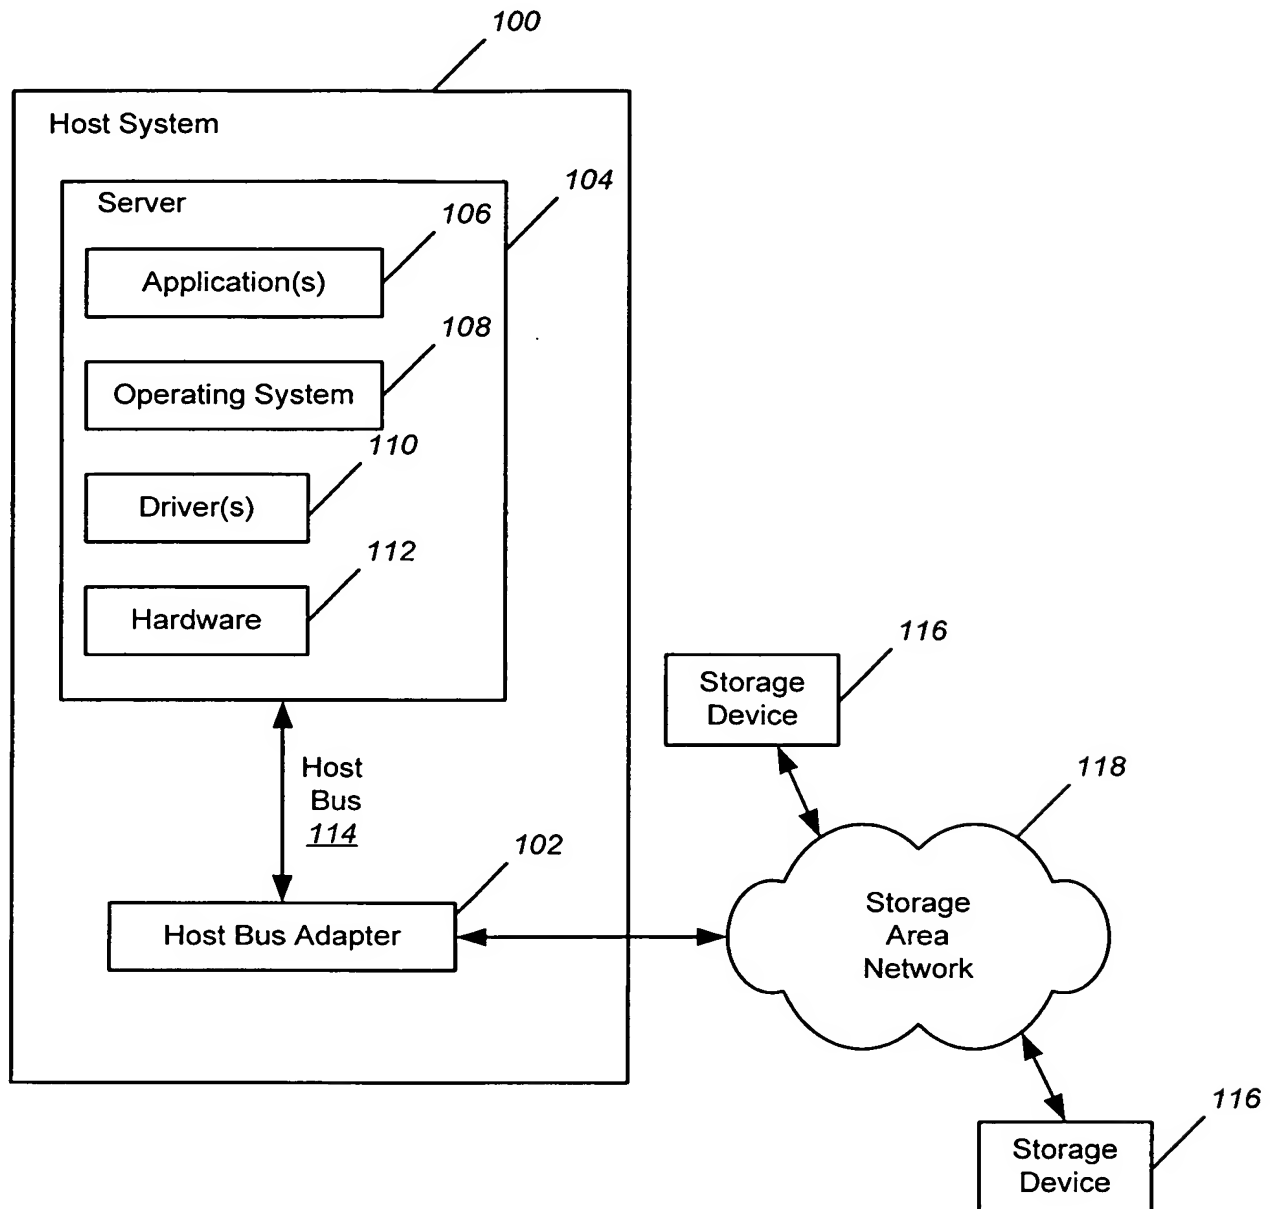 100
Host System
104
Server
106
Application(s)
108
Operating System
110
Driver(s)
112
Hardware
116
Storage
Device
Host
Bus
114
118
102
Host Bus Adapter
Storage
Area
Network
116
Storage
Device